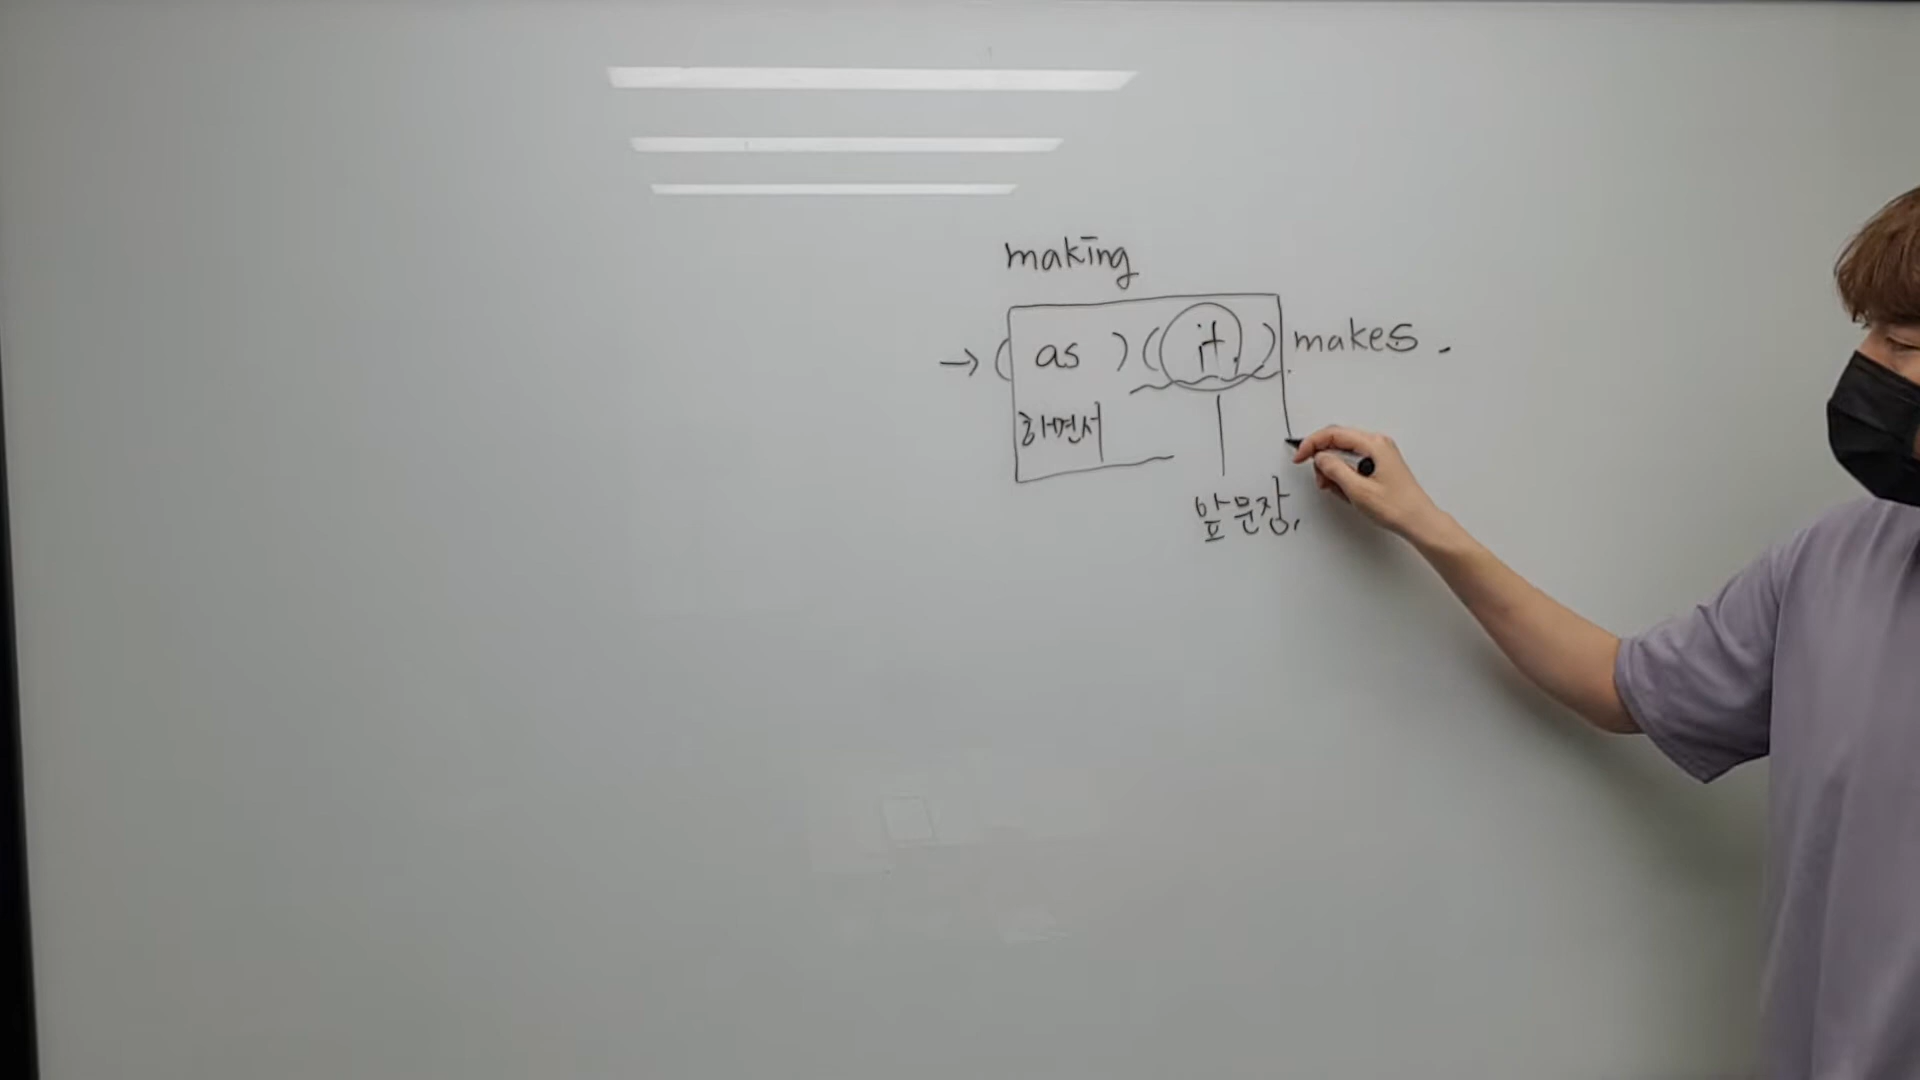 making
→ ( as ) ( it. ) makes.
하면서
앞문장,